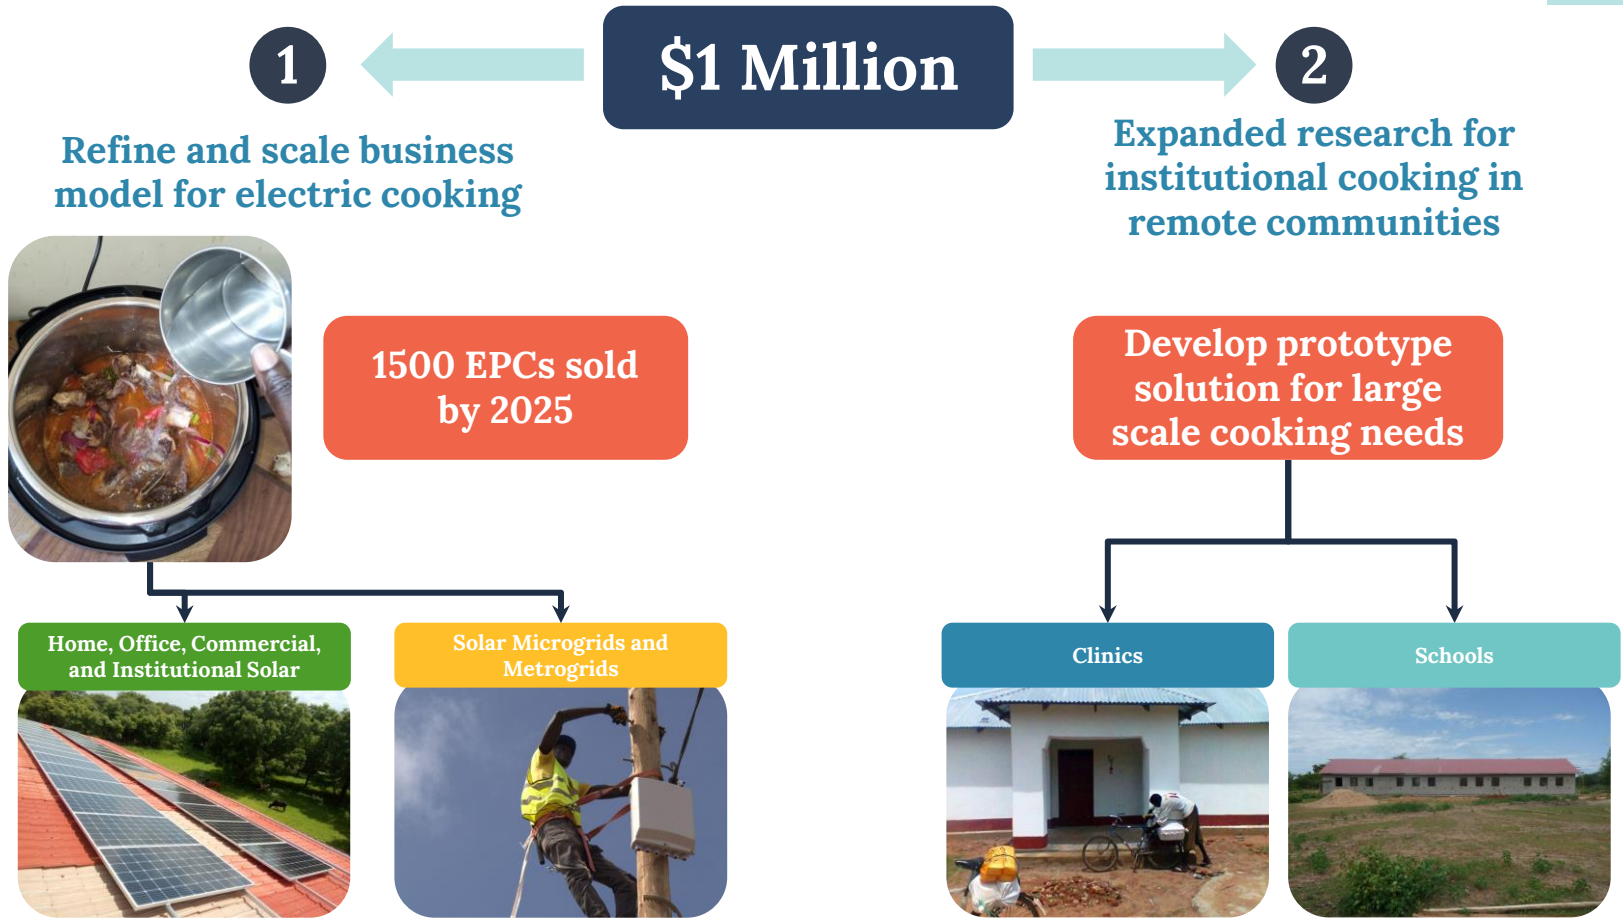 $1 Million
1
Refine and scale business
model for electric cooking
1500 EPCs sold
by 2025
Home, Office, Commercial,
and Institutional Solar
Solar Microgrids and
Metrogrids
2
Expanded research for
institutional cooking in
remote communities
Develop prototype
solution for large
scale cooking needs
Clinics
Schools